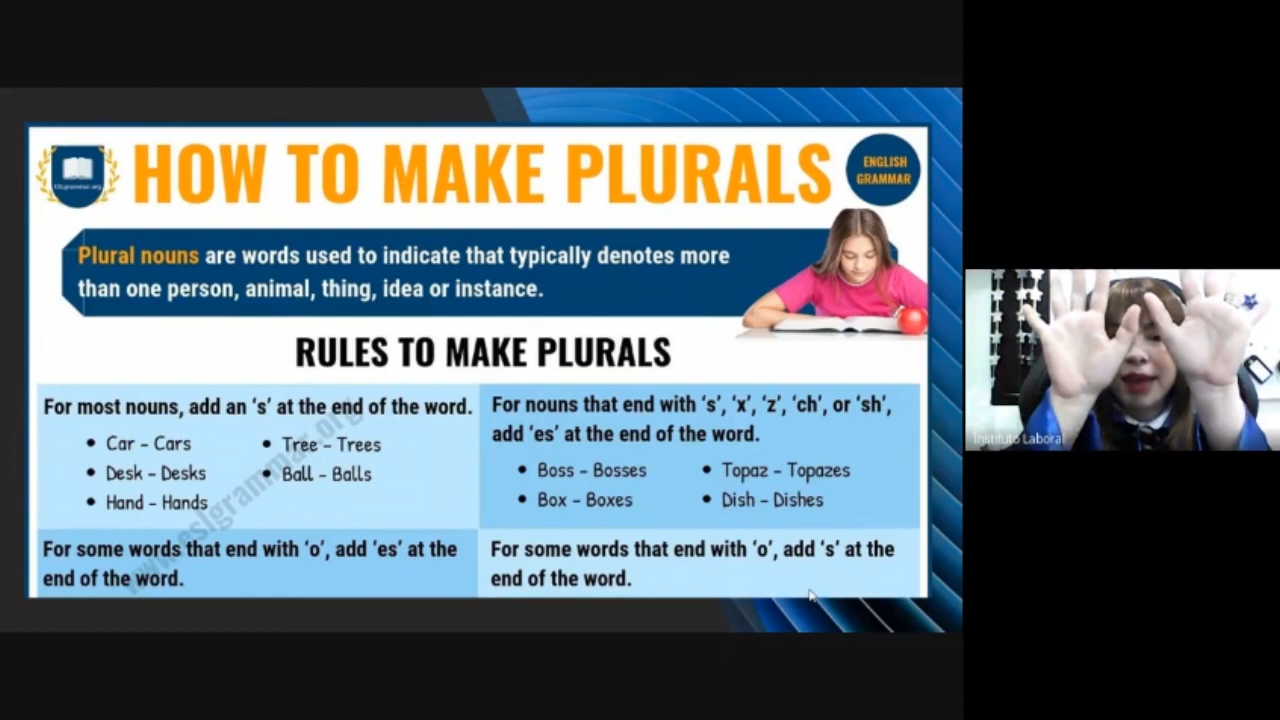 HOW TO MAKE PLURALS
ENGLISH
GRAMMAR
Plural nouns are words used to indicate that typically denotes more
than one person, animal, thing, idea or instance.
RULES TO MAKE PLURALS
For most nouns, add an ‘s’ at the end of the word.
• Car – Cars
• Desk – Desks
• Hand – Hands
• Tree – Trees
• Ball – Balls
For nouns that end with ‘s’, ‘x’, ‘z’, ‘ch’, or ‘sh’,
add ‘es’ at the end of the word.
• Boss – Bosses
• Box – Boxes
• Topaz – Topazes
• Dish – Dishes
For some words that end with ‘o’, add ‘es’ at the
end of the word.
For some words that end with ‘o’, add ‘s’ at the
end of the word.
www.eslgrammar.org
Instituto Laboral